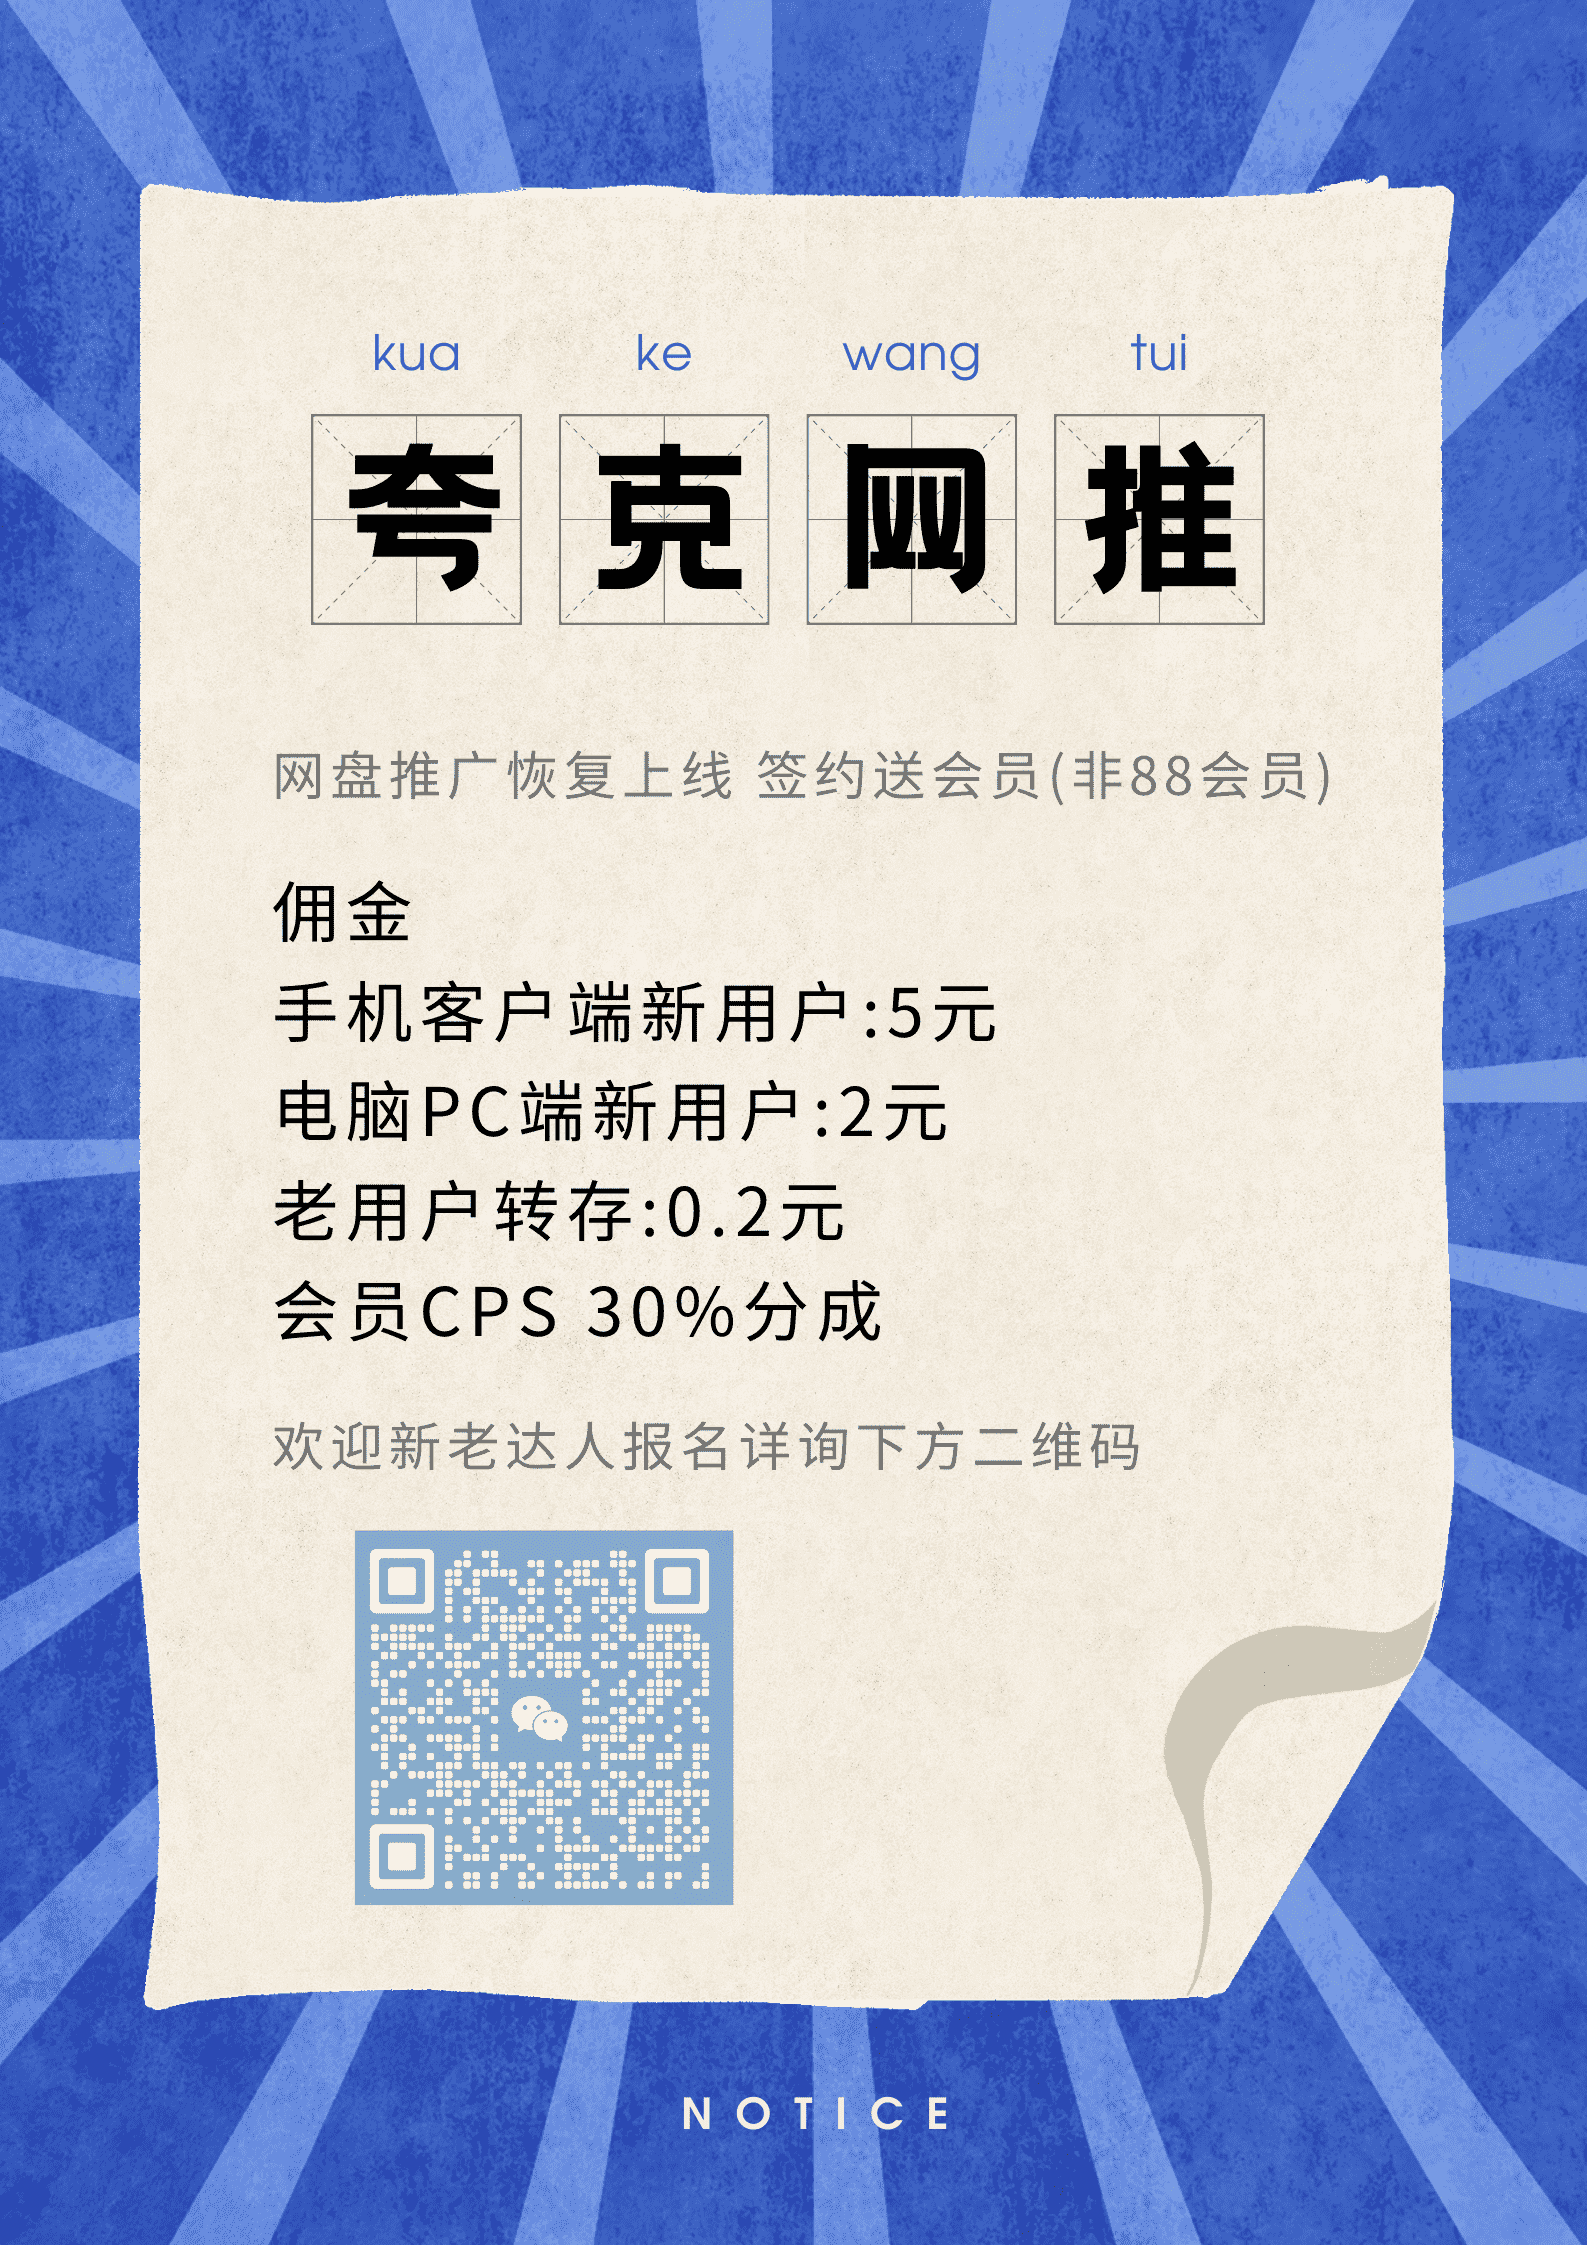 kua ke wang tui
夸克网推
网盘推广恢复上线 签约送会员(非88会员)
佣金
手机客户端新用户:5元
电脑PC端新用户:2元
老用户转存:0.2元
会员CPS 30%分成
欢迎新老达人报名详询下方二维码
NOTICE